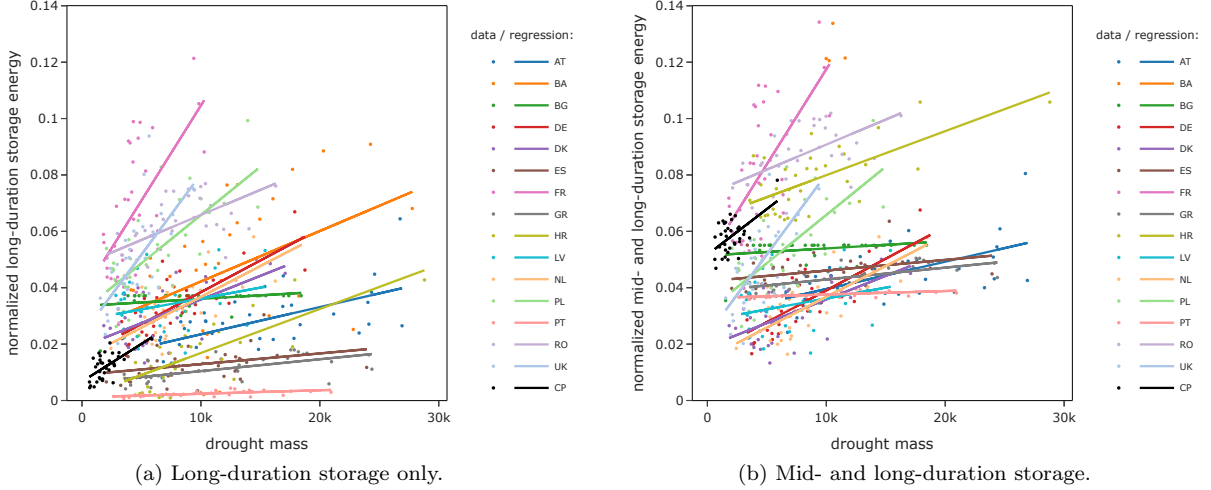 0.14
0.12
0.1
0.08
0.06
0.04
0.02
0
normalized long-duration storage energy
0 10k 20k 30k
drought mass
data / regression:
AT
BA
BG
DE
DK
ES
FR
GR
HR
LV
NL
PL
PT
RO
UK
CP
(a) Long-duration storage only.
0.14
0.12
0.1
0.08
0.06
0.04
0.02
0
normalized mid- and long-duration storage energy
0 10k 20k 30k
drought mass
data / regression:
AT
BA
BG
DE
DK
ES
FR
GR
HR
LV
NL
PL
PT
RO
UK
CP
(b) Mid- and long-duration storage.